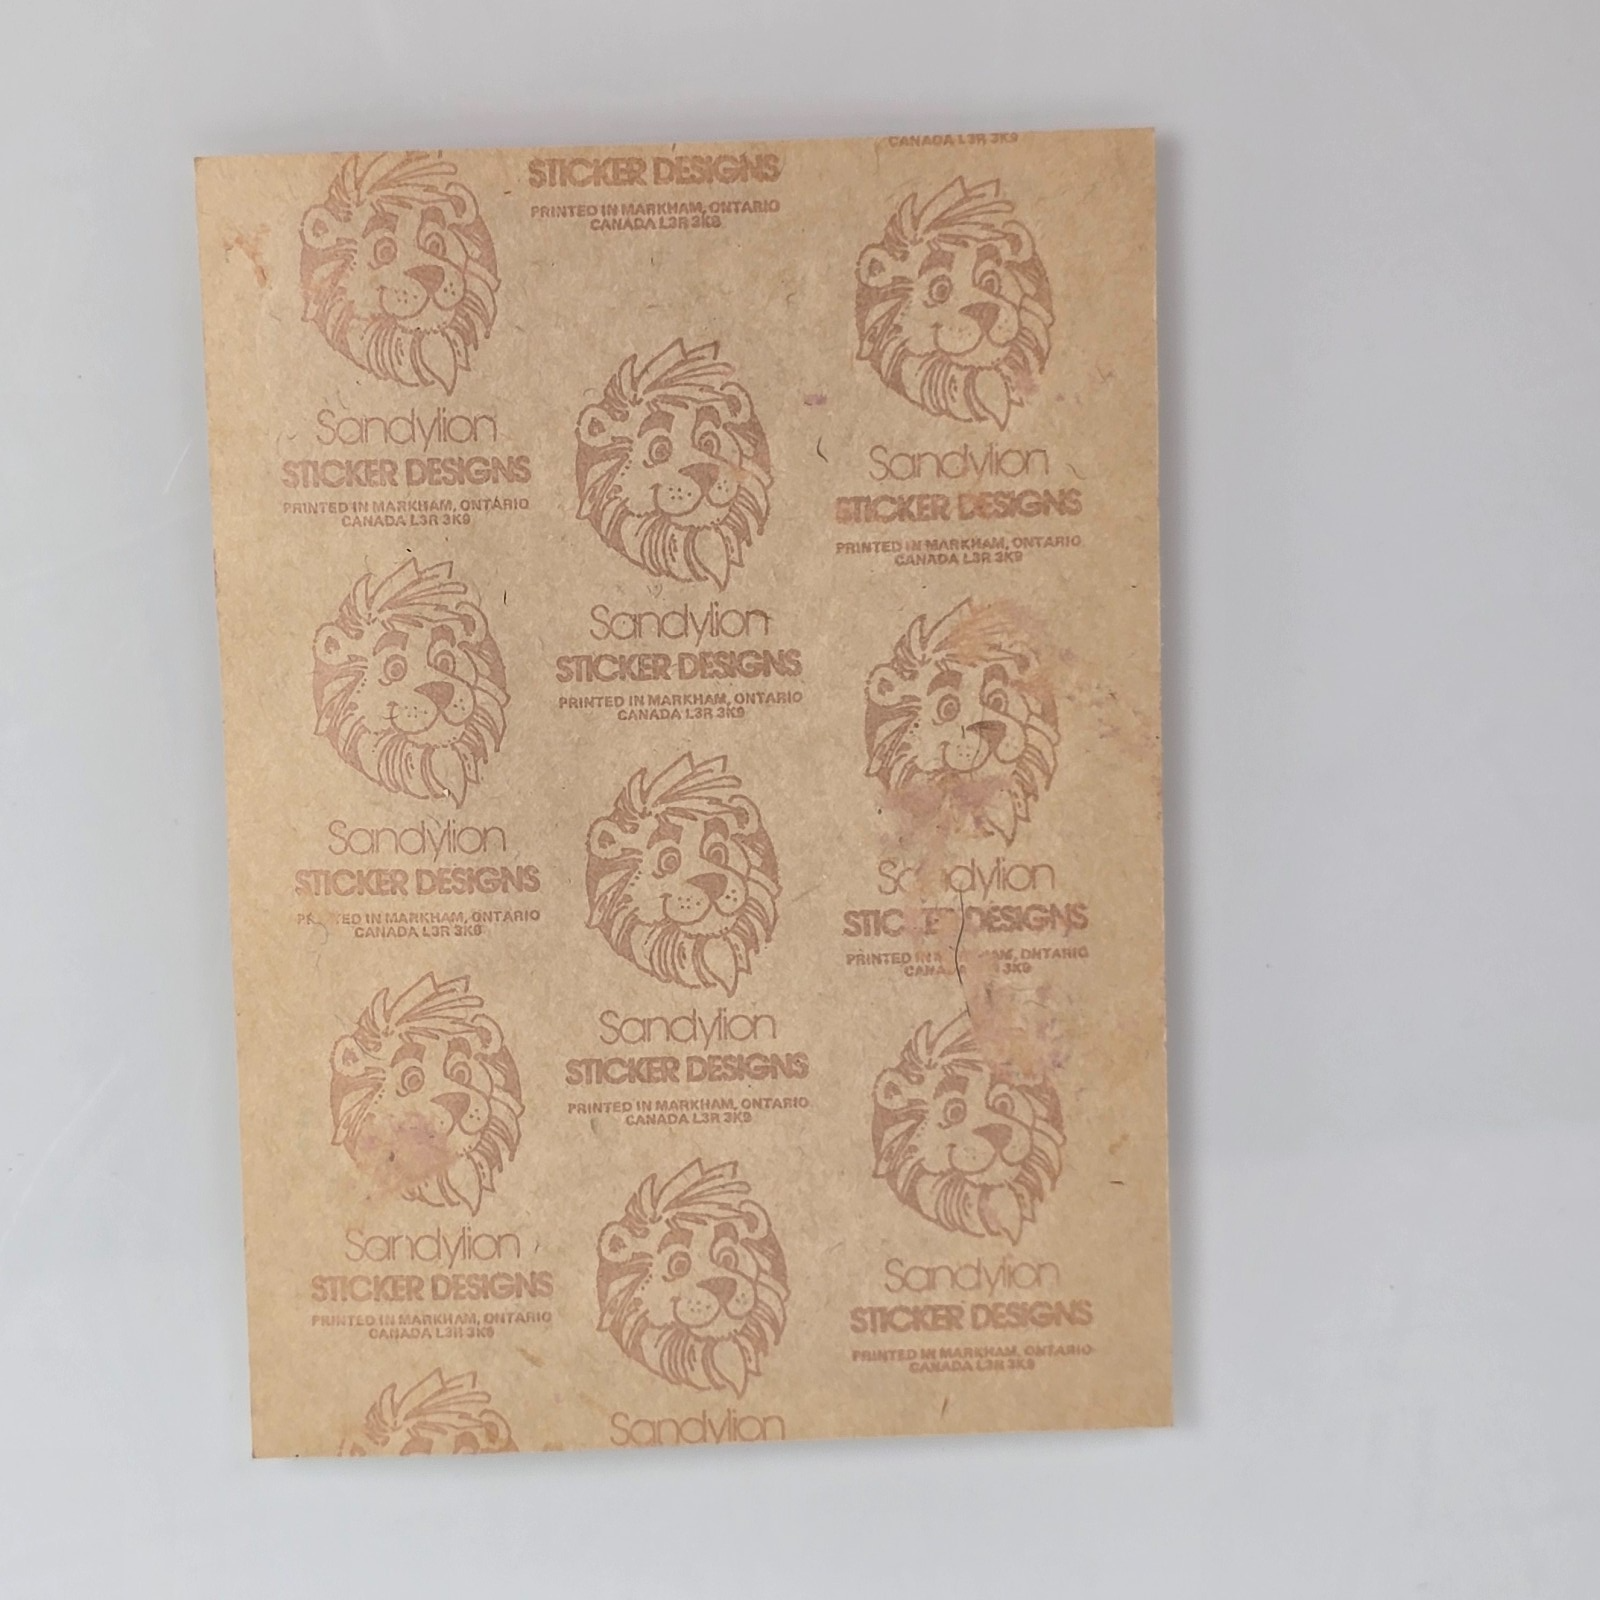 STICKER DESIGNS
PRINTED IN MARKHAM, ONTARIO
CANADA L3R 3K9
CANADA L3R 3K9
Sandylion
STICKER DESIGNS
PRINTED IN MARKHAM, ONTARIO
CANADA L3R 3K9
Sandylion
STICKER DESIGNS
PRINTED IN MARKHAM, ONTARIO
CANADA L3R 3K9
Sandylion
STICKER DESIGNS
PRINTED IN MARKHAM, ONTARIO
CANADA L3R 3K9
Sandylion
STICKER DESIGNS
PRINTED IN MARKHAM, ONTARIO
CANADA L3R 3K9
Sandylion
STICKER DESIGNS
PRINTED IN ONTARIO
3K9
Sandylion
STICKER DESIGNS
PRINTED IN MARKHAM, ONTARIO
CANADA L3R 3K9
Sandylion
STICKER DESIGNS
PRINTED IN MARKHAM, ONTARIO
CANADA L3R 3K9
Sandylion
STICKER DESIGNS
PRINTED IN MARKHAM, ONTARIO
CANADA L3R 3K9
Sandylion